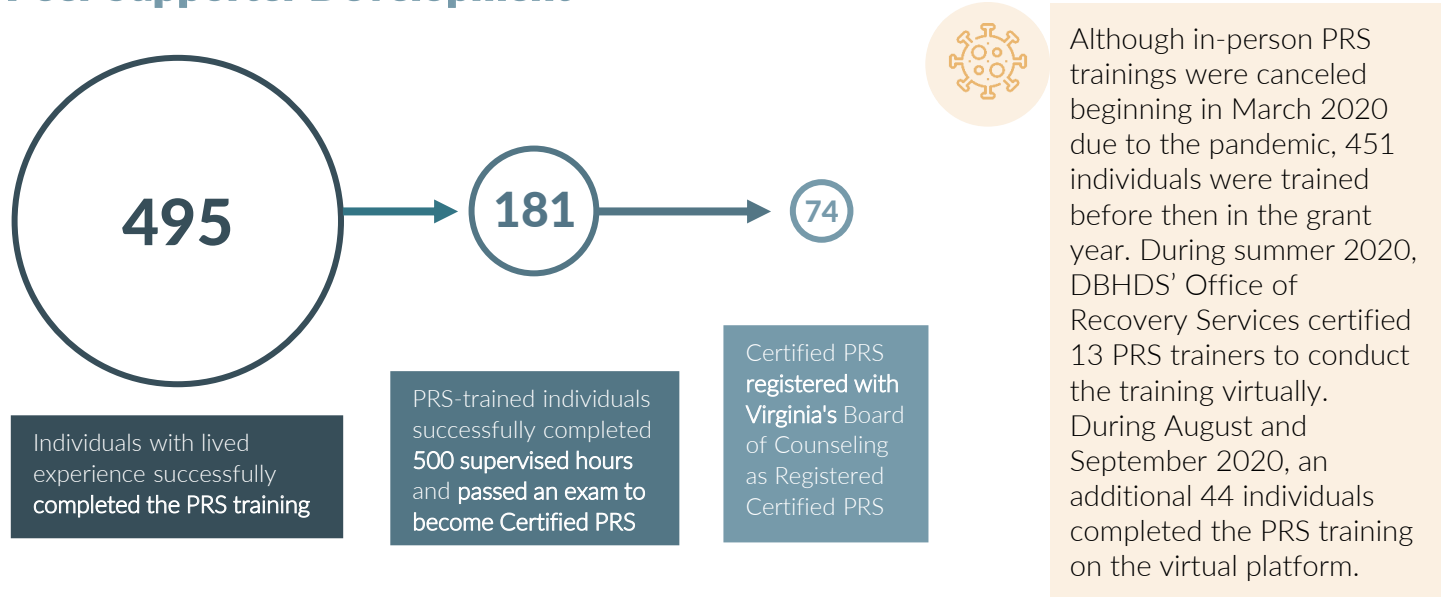 495
181
74
Individuals with lived
experience successfully
completed the PRS training
PRS-trained individuals
successfully completed
500 supervised hours
and passed an exam to
become Certified PRS
Certified PRS
registered with
Virginia's Board
of Counseling
as Registered
Certified PRS
Although in-person PRS
trainings were canceled
beginning in March 2020
due to the pandemic, 451
individuals were trained
before then in the grant
year. During summer 2020,
DBHDS’ Office of
Recovery Services certified
13 PRS trainers to conduct
the training virtually.
During August and
September 2020, an
additional 44 individuals
completed the PRS training
on the virtual platform.